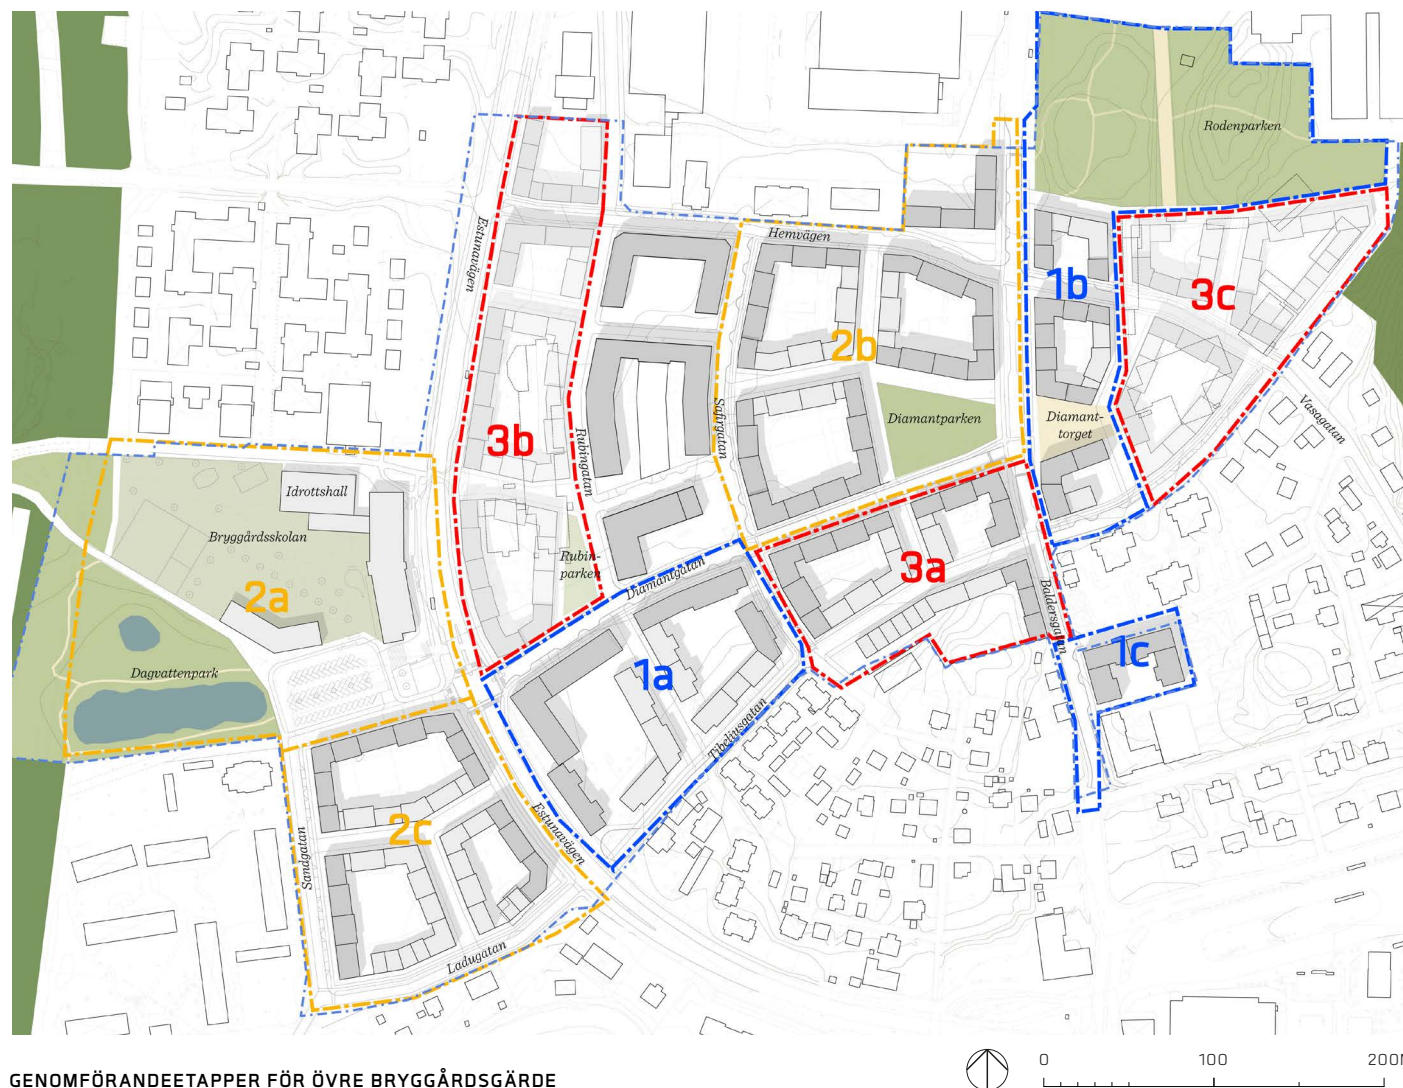 Rodenparken
Estunavägen
Hemvägen
1b
3c
2b
Safirgatan
Diamantparken
Diamant-
torget
Vasagatan
3b
Rubingatan
Idrottshall
Bryggårdsskolan
Rubin-
parken
Diamantgatan
3a
2a
Baldersgatan
1c
Dagvattenpark
1a
Tibeliusgatan
2c
Estunavägen
Sandgatan
Ladugatan
GENOMFÖRANDEETAPPER FÖR ÖVRE BRYGGÅRDSGÄRDE
0 100 200M